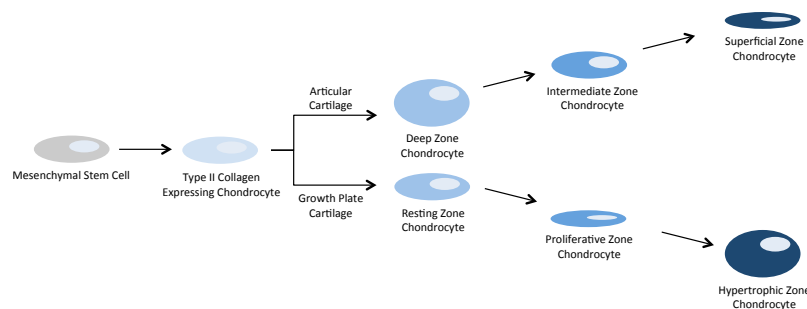 Superficial Zone
Chondrocyte
Articular
Cartilage
Intermediate Zone
Chondrocyte
Deep Zone
Chondrocyte
Mesenchymal Stem Cell
Type II Collagen
Expressing Chondrocyte
Growth Plate
Cartilage
Resting Zone
Chondrocyte
Proliferative Zone
Chondrocyte
Hypertrophic Zone
Chondrocyte